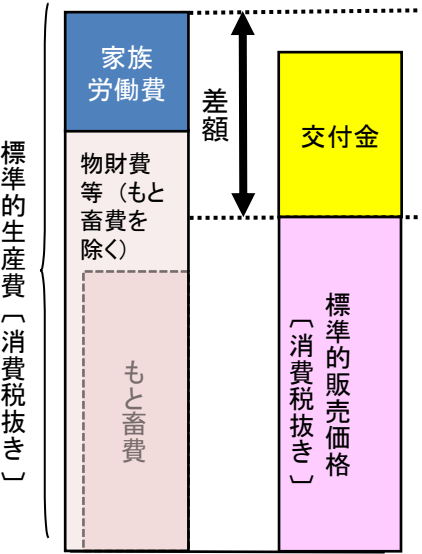 標準的生産費〔消費税抜き〕
家族
労働費
物財費
等（もと
畜費を
除く）
もと畜費
差額
交付金
標準的販売価格
〔消費税抜き〕